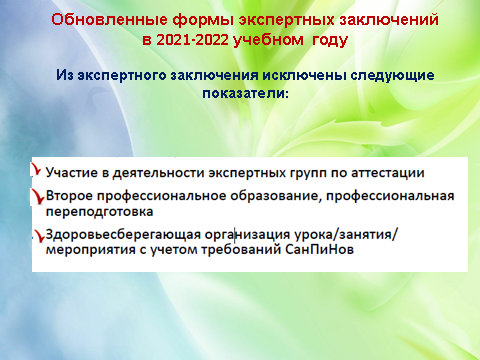 Обновленные формы экспертных заключений
в 2021-2022 учебном году
Из экспертного заключения исключены следующие
показатели:
Участие в деятельности экспертных групп по аттестации
Второе профессиональное образование, профессиональная
переподготовка
Здоровьесберегающая организация урока/занятия/
мероприятия с учетом требований СанПиНов